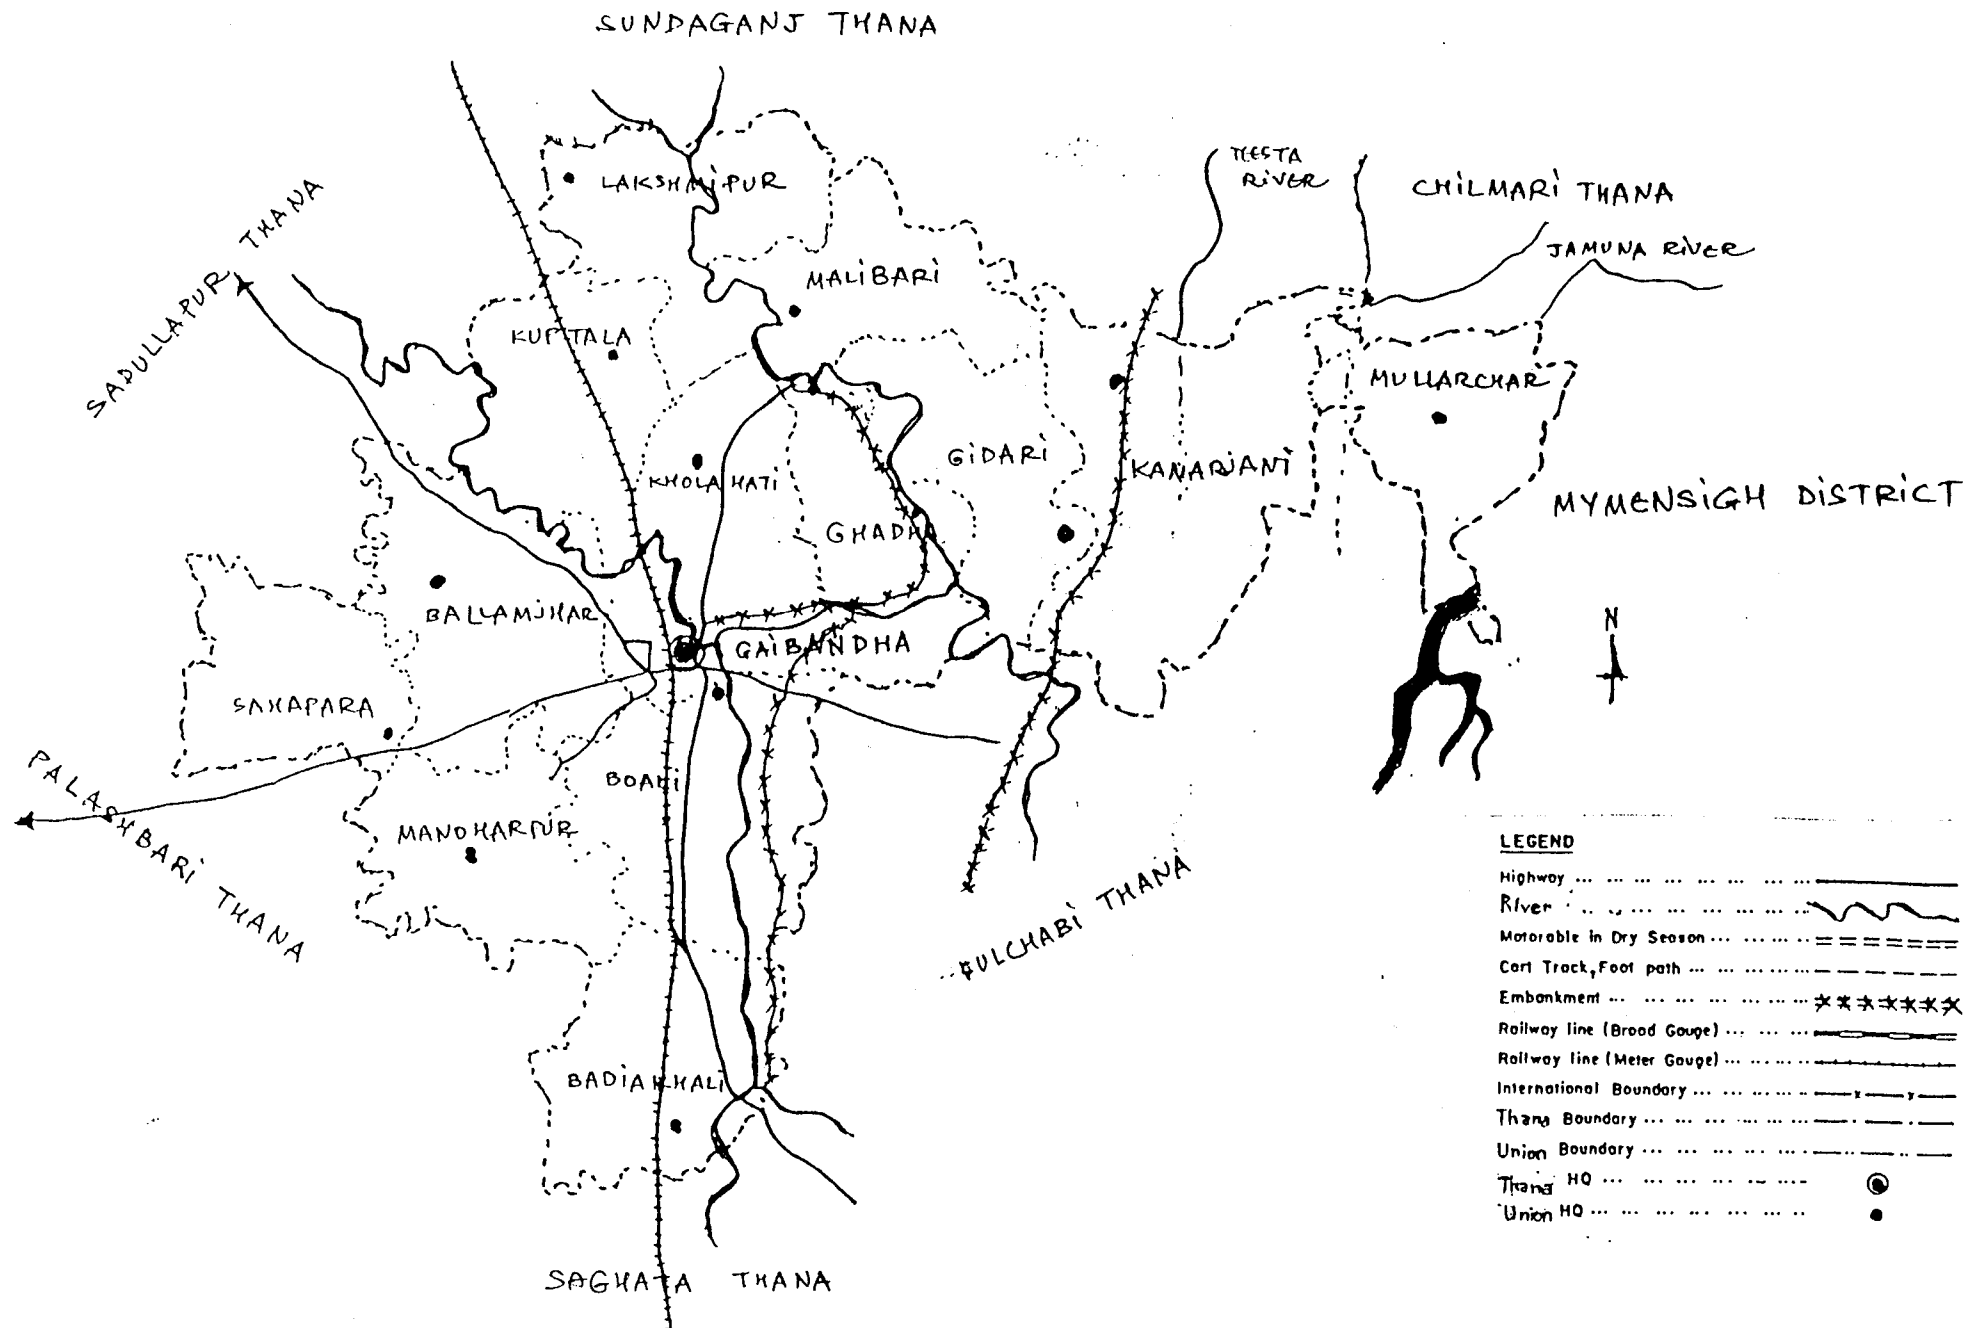 SUNDAGANJ THANA
TEESTA
RIVER
CHILMARI THANA
JAMUNA RIVER
LAKSHMIPUR
SADULLAPUR THANA
MALIBARI
KUPTALA
MULLARCHAR
GIDARI
KANARJANI
KHOLAHATI
MYMENSIGH DISTRICT
GHADHA
BALLAMJHAR
GAIBANDHA
N
SAHAPARA
BOALI
PALASHBARI THANA
MANOHARPUR
FULCHABI THANA
BADIAKHALI
SAGHATA THANA
LEGEND
Highway
River
Motorable in Dry Season
Cart Track, Foot path
Embankment
Railway line (Broad Gauge)
Railway line (Meter Gauge)
International Boundary
Thana Boundary
Union Boundary
Thana HQ
Union HQ